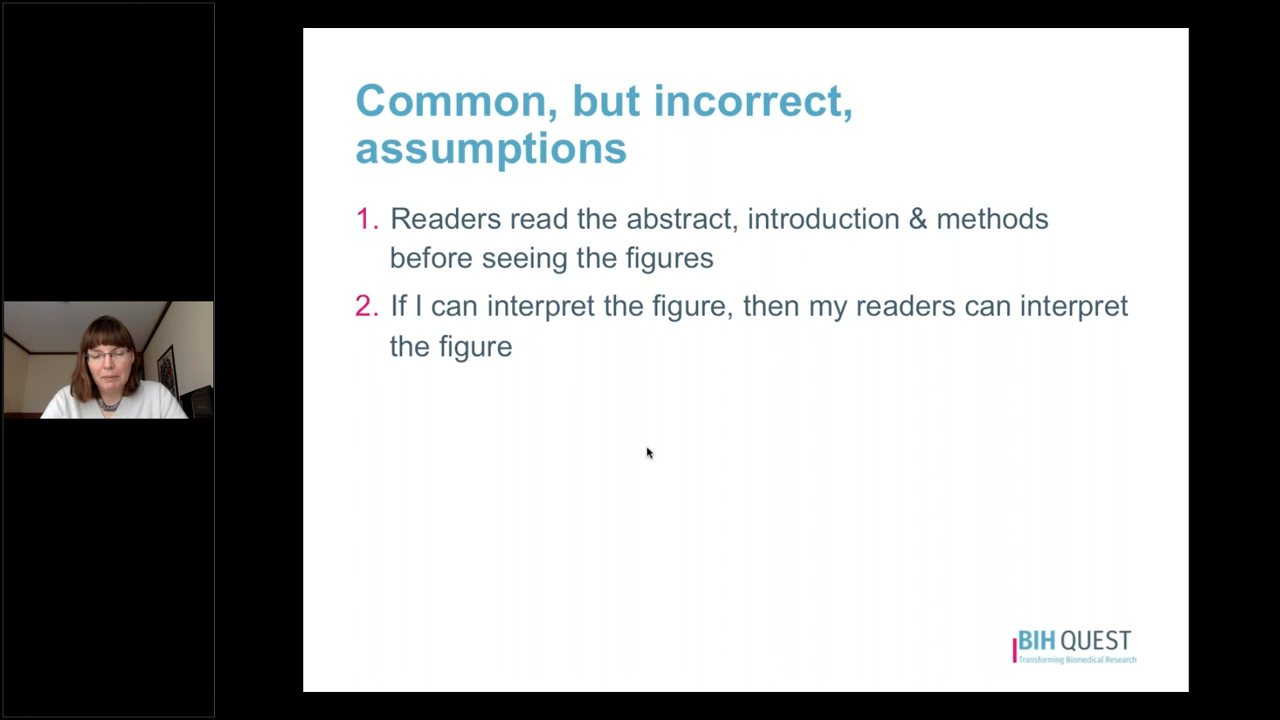 Common, but incorrect,
assumptions
1. Readers read the abstract, introduction & methods
before seeing the figures
2. If I can interpret the figure, then my readers can interpret
the figure
BIH QUEST
Transforming Biomedical Research